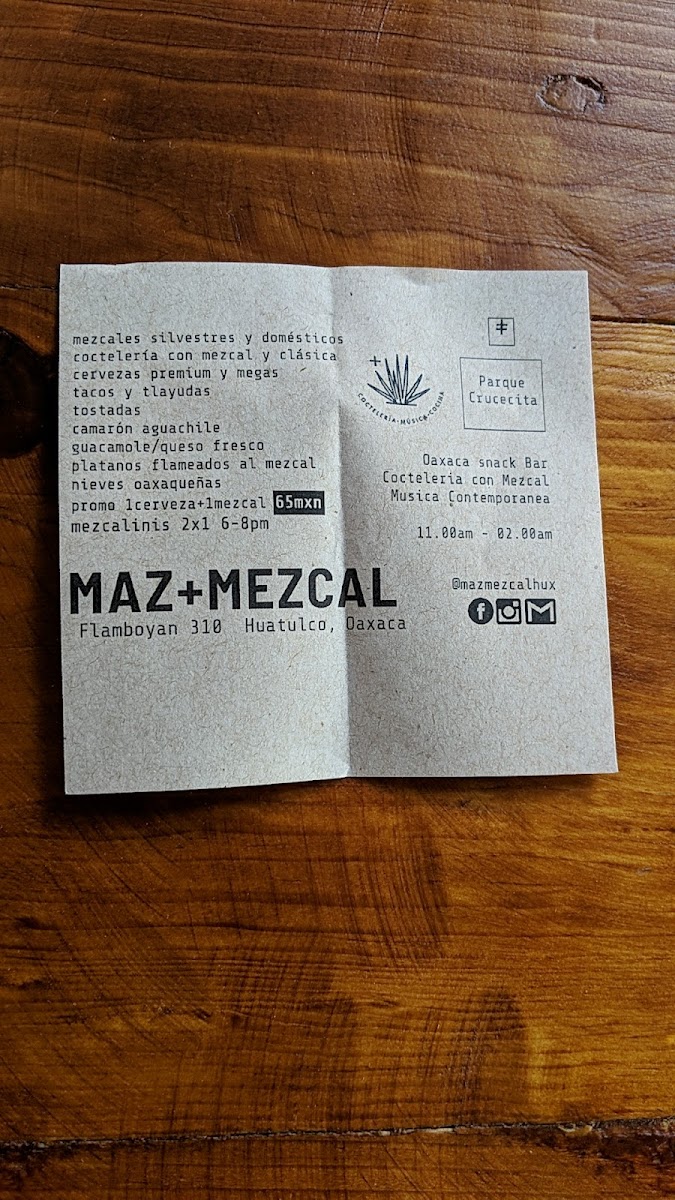 mezcales silvestres y domésticos
coctelería con mezcal y clásica
cervezas premium y megas
tacos y tlayudas
tostadas
camarón aguachile
guacamole/queso fresco
platanos flameados al mezcal
nieves oaxaqueñas
promo 1cerveza+1mezcal 65mxn
mezcalinis 2x1 6-8pm
MAZ+MEZCAL
Flamboyan 310 Huatulco, Oaxaca
COCTELERÍA·MÚSICA·COCINA
Parque
Crucecita
Oaxaca snack Bar
Cocteleria con Mezcal
Musica Contemporanea
11.00am - 02.00am
@mazmezcalhux